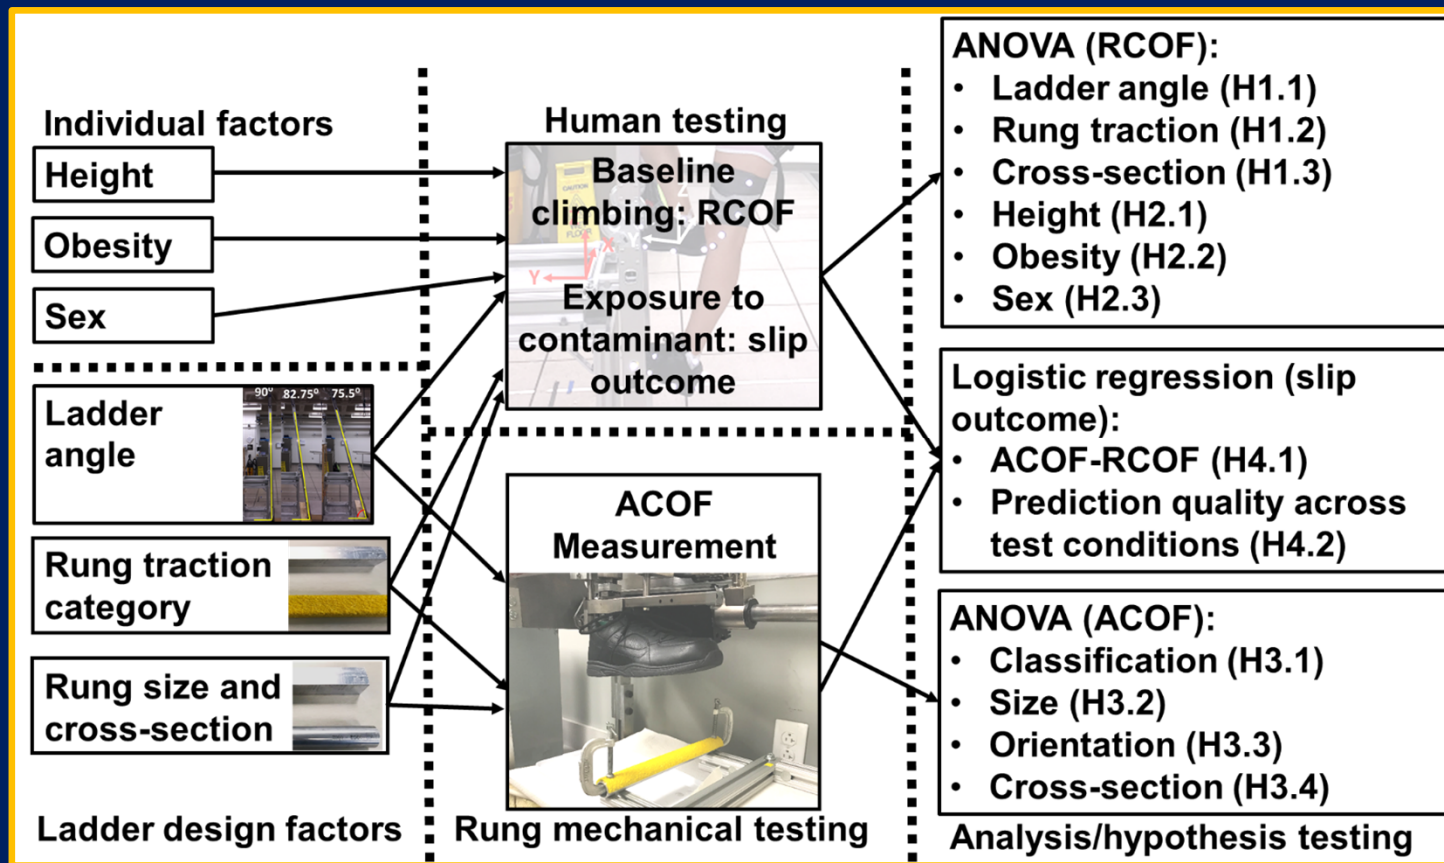 Individual factors
Height
Obesity
Sex
Ladder
angle
90° 82.75° 75.5°
Rung traction
category
Rung size and
cross-section
Ladder design factors
Human testing
Baseline
climbing: RCOF
CAUTION
FLOOR
X
Y
Y
Exposure to
contaminant: slip
outcome
ACOF
Measurement
Rung mechanical testing
ANOVA (RCOF):
• Ladder angle (H1.1)
• Rung traction (H1.2)
• Cross-section (H1.3)
• Height (H2.1)
• Obesity (H2.2)
• Sex (H2.3)
Logistic regression (slip
outcome):
• ACOF-RCOF (H4.1)
• Prediction quality across
test conditions (H4.2)
ANOVA (ACOF):
• Classification (H3.1)
• Size (H3.2)
• Orientation (H3.3)
• Cross-section (H3.4)
Analysis/hypothesis testing